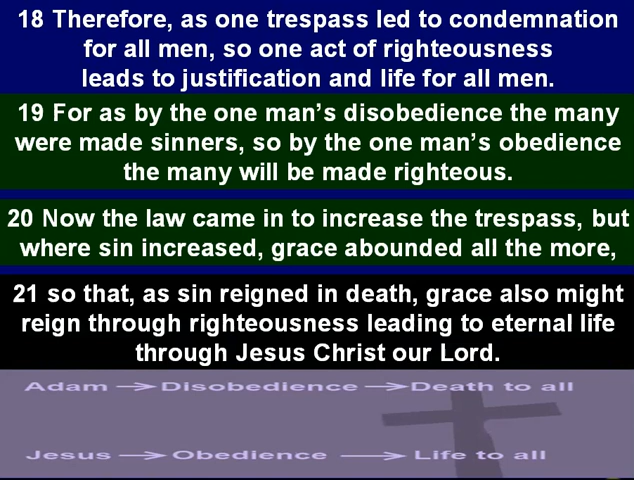 18 Therefore, as one trespass led to condemnation
for all men, so one act of righteousness
leads to justification and life for all men.
19 For as by the one man’s disobedience the many
were made sinners, so by the one man’s obedience
the many will be made righteous.
20 Now the law came in to increase the trespass, but
where sin increased, grace abounded all the more,
21 so that, as sin reigned in death, grace also might
reign through righteousness leading to eternal life
through Jesus Christ our Lord.
Adam → Disobedience → Death to all
Jesus → Obedience → Life to all